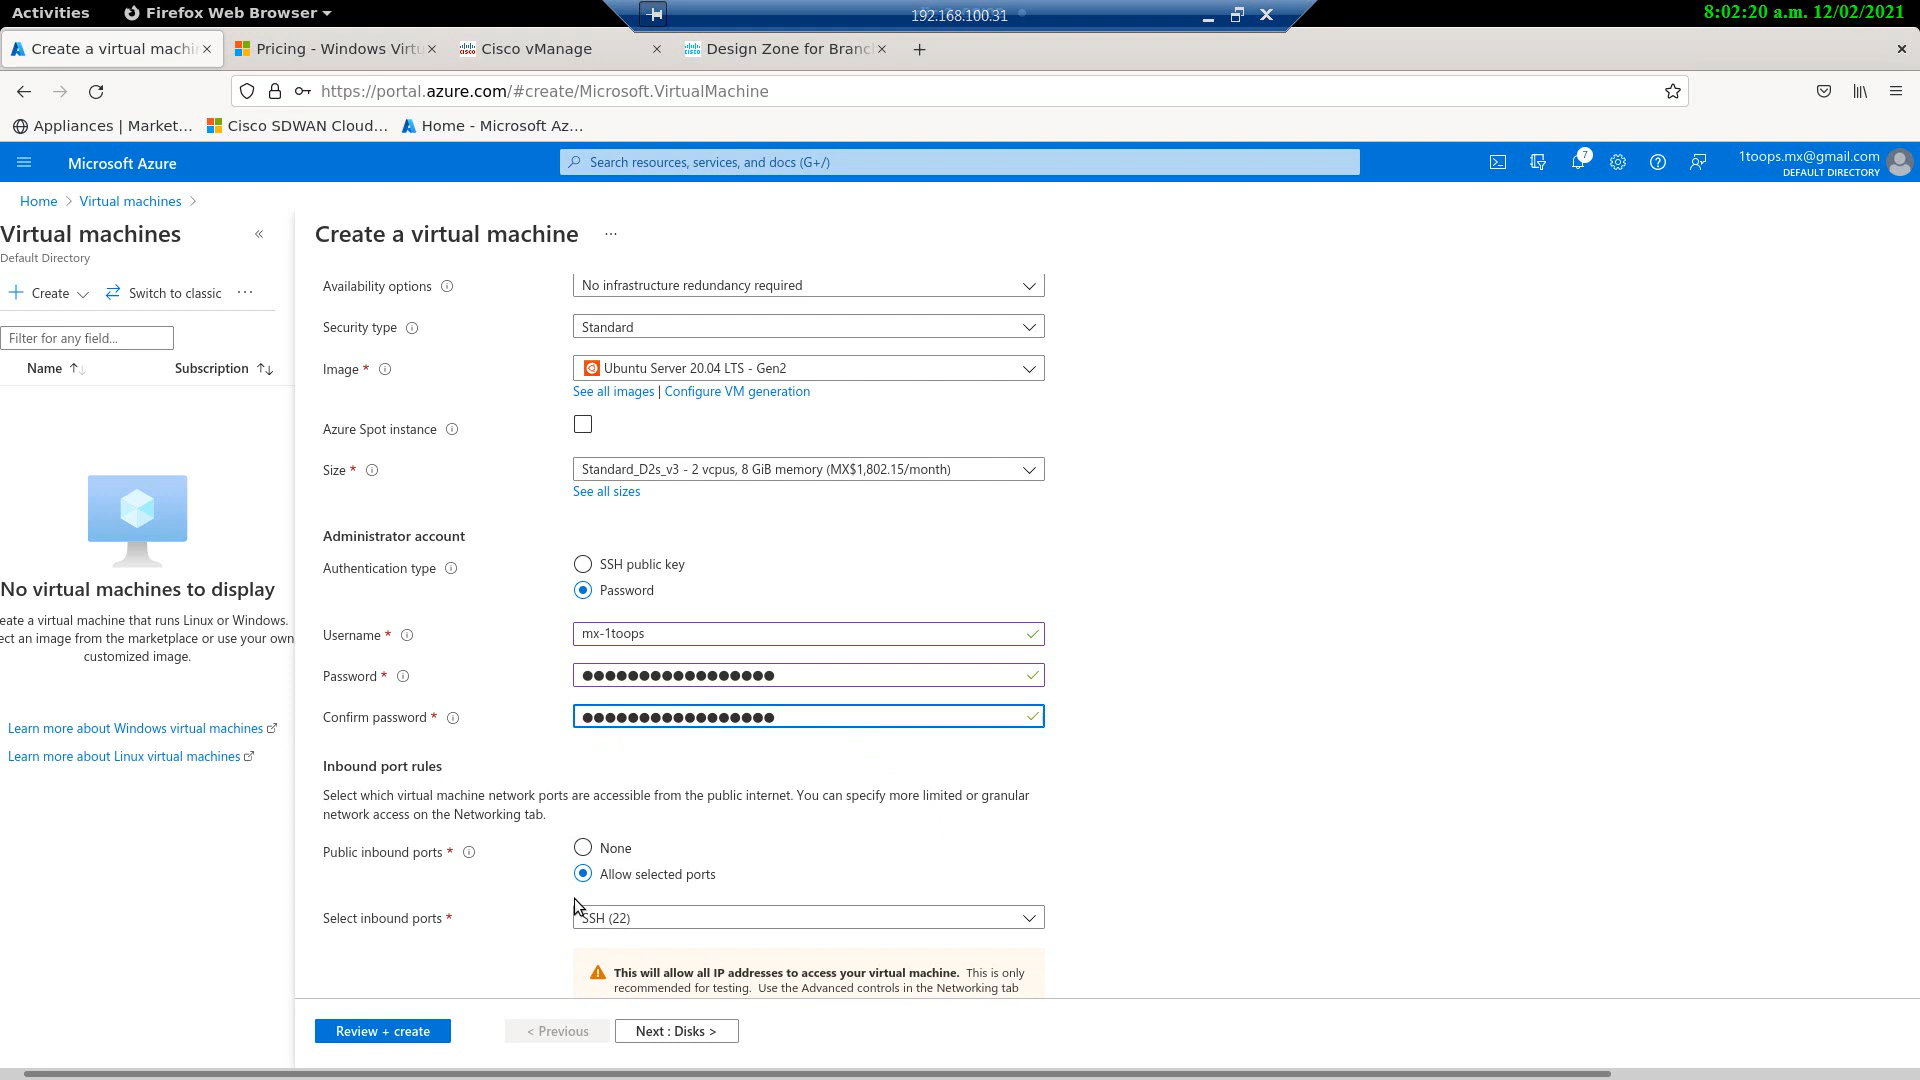 Activities
Firefox Web Browser
192.168.100.31
8:02:20 a.m. 12/02/2021
Create a virtual machi
Pricing - Windows Virtu
Cisco vManage
Design Zone for Branc
https://portal.azure.com/#create/Microsoft.VirtualMachine
Appliances | Market...
Cisco SDWAN Cloud...
Home - Microsoft Az...
Microsoft Azure
Search resources, services, and docs (G+/)
7
1toops.mx@gmail.com
DEFAULT DIRECTORY
Home > Virtual machines >
Virtual machines
Default Directory
Create
Switch to classic
Filter for any field...
Name
Subscription
No virtual machines to display
eate a virtual machine that runs Linux or Windows.
ect an image from the marketplace or use your own
customized image.
Learn more about Windows virtual machines
Learn more about Linux virtual machines
Create a virtual machine
Availability options
No infrastructure redundancy required
Security type
Standard
Image *
Ubuntu Server 20.04 LTS - Gen2
See all images | Configure VM generation
Azure Spot instance
Size *
Standard_D2s_v3 - 2 vcpus, 8 GiB memory (MX$1,802.15/month)
See all sizes
Administrator account
Authentication type
SSH public key
Password
Username *
mx-1toops
Password *
●●●●●●●●●●●●●●●●●
Confirm password *
●●●●●●●●●●●●●●●●●
Inbound port rules
Select which virtual machine network ports are accessible from the public internet. You can specify more limited or granular
network access on the Networking tab.
Public inbound ports *
None
Allow selected ports
Select inbound ports *
SSH (22)
This will allow all IP addresses to access your virtual machine. This is only
recommended for testing. Use the Advanced controls in the Networking tab
Review + create
< Previous
Next : Disks >